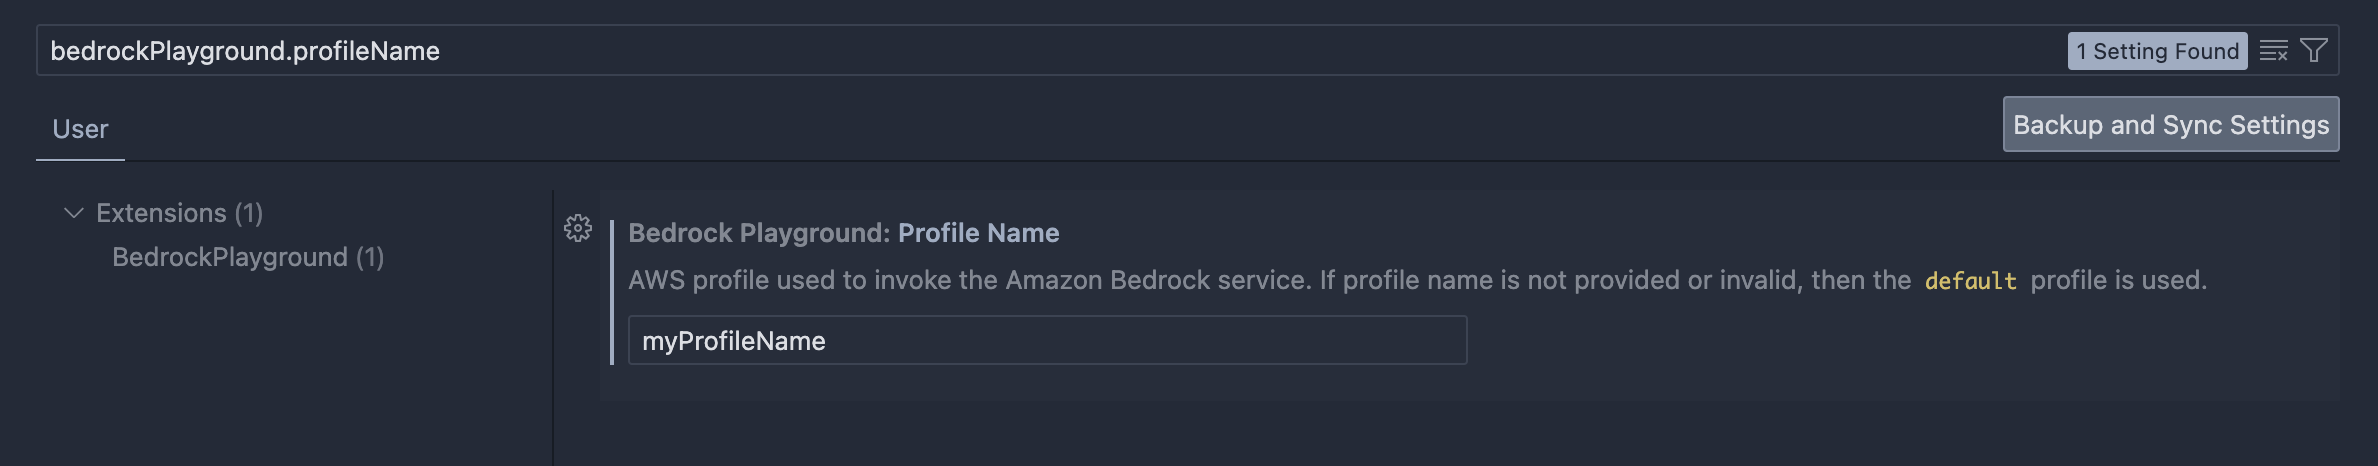 bedrockPlayground.profileName
1 Setting Found
User
Backup and Sync Settings
Extensions (1)
BedrockPlayground (1)
Bedrock Playground: Profile Name
AWS profile used to invoke the Amazon Bedrock service. If profile name is not provided or invalid, then the default profile is used.
myProfileName